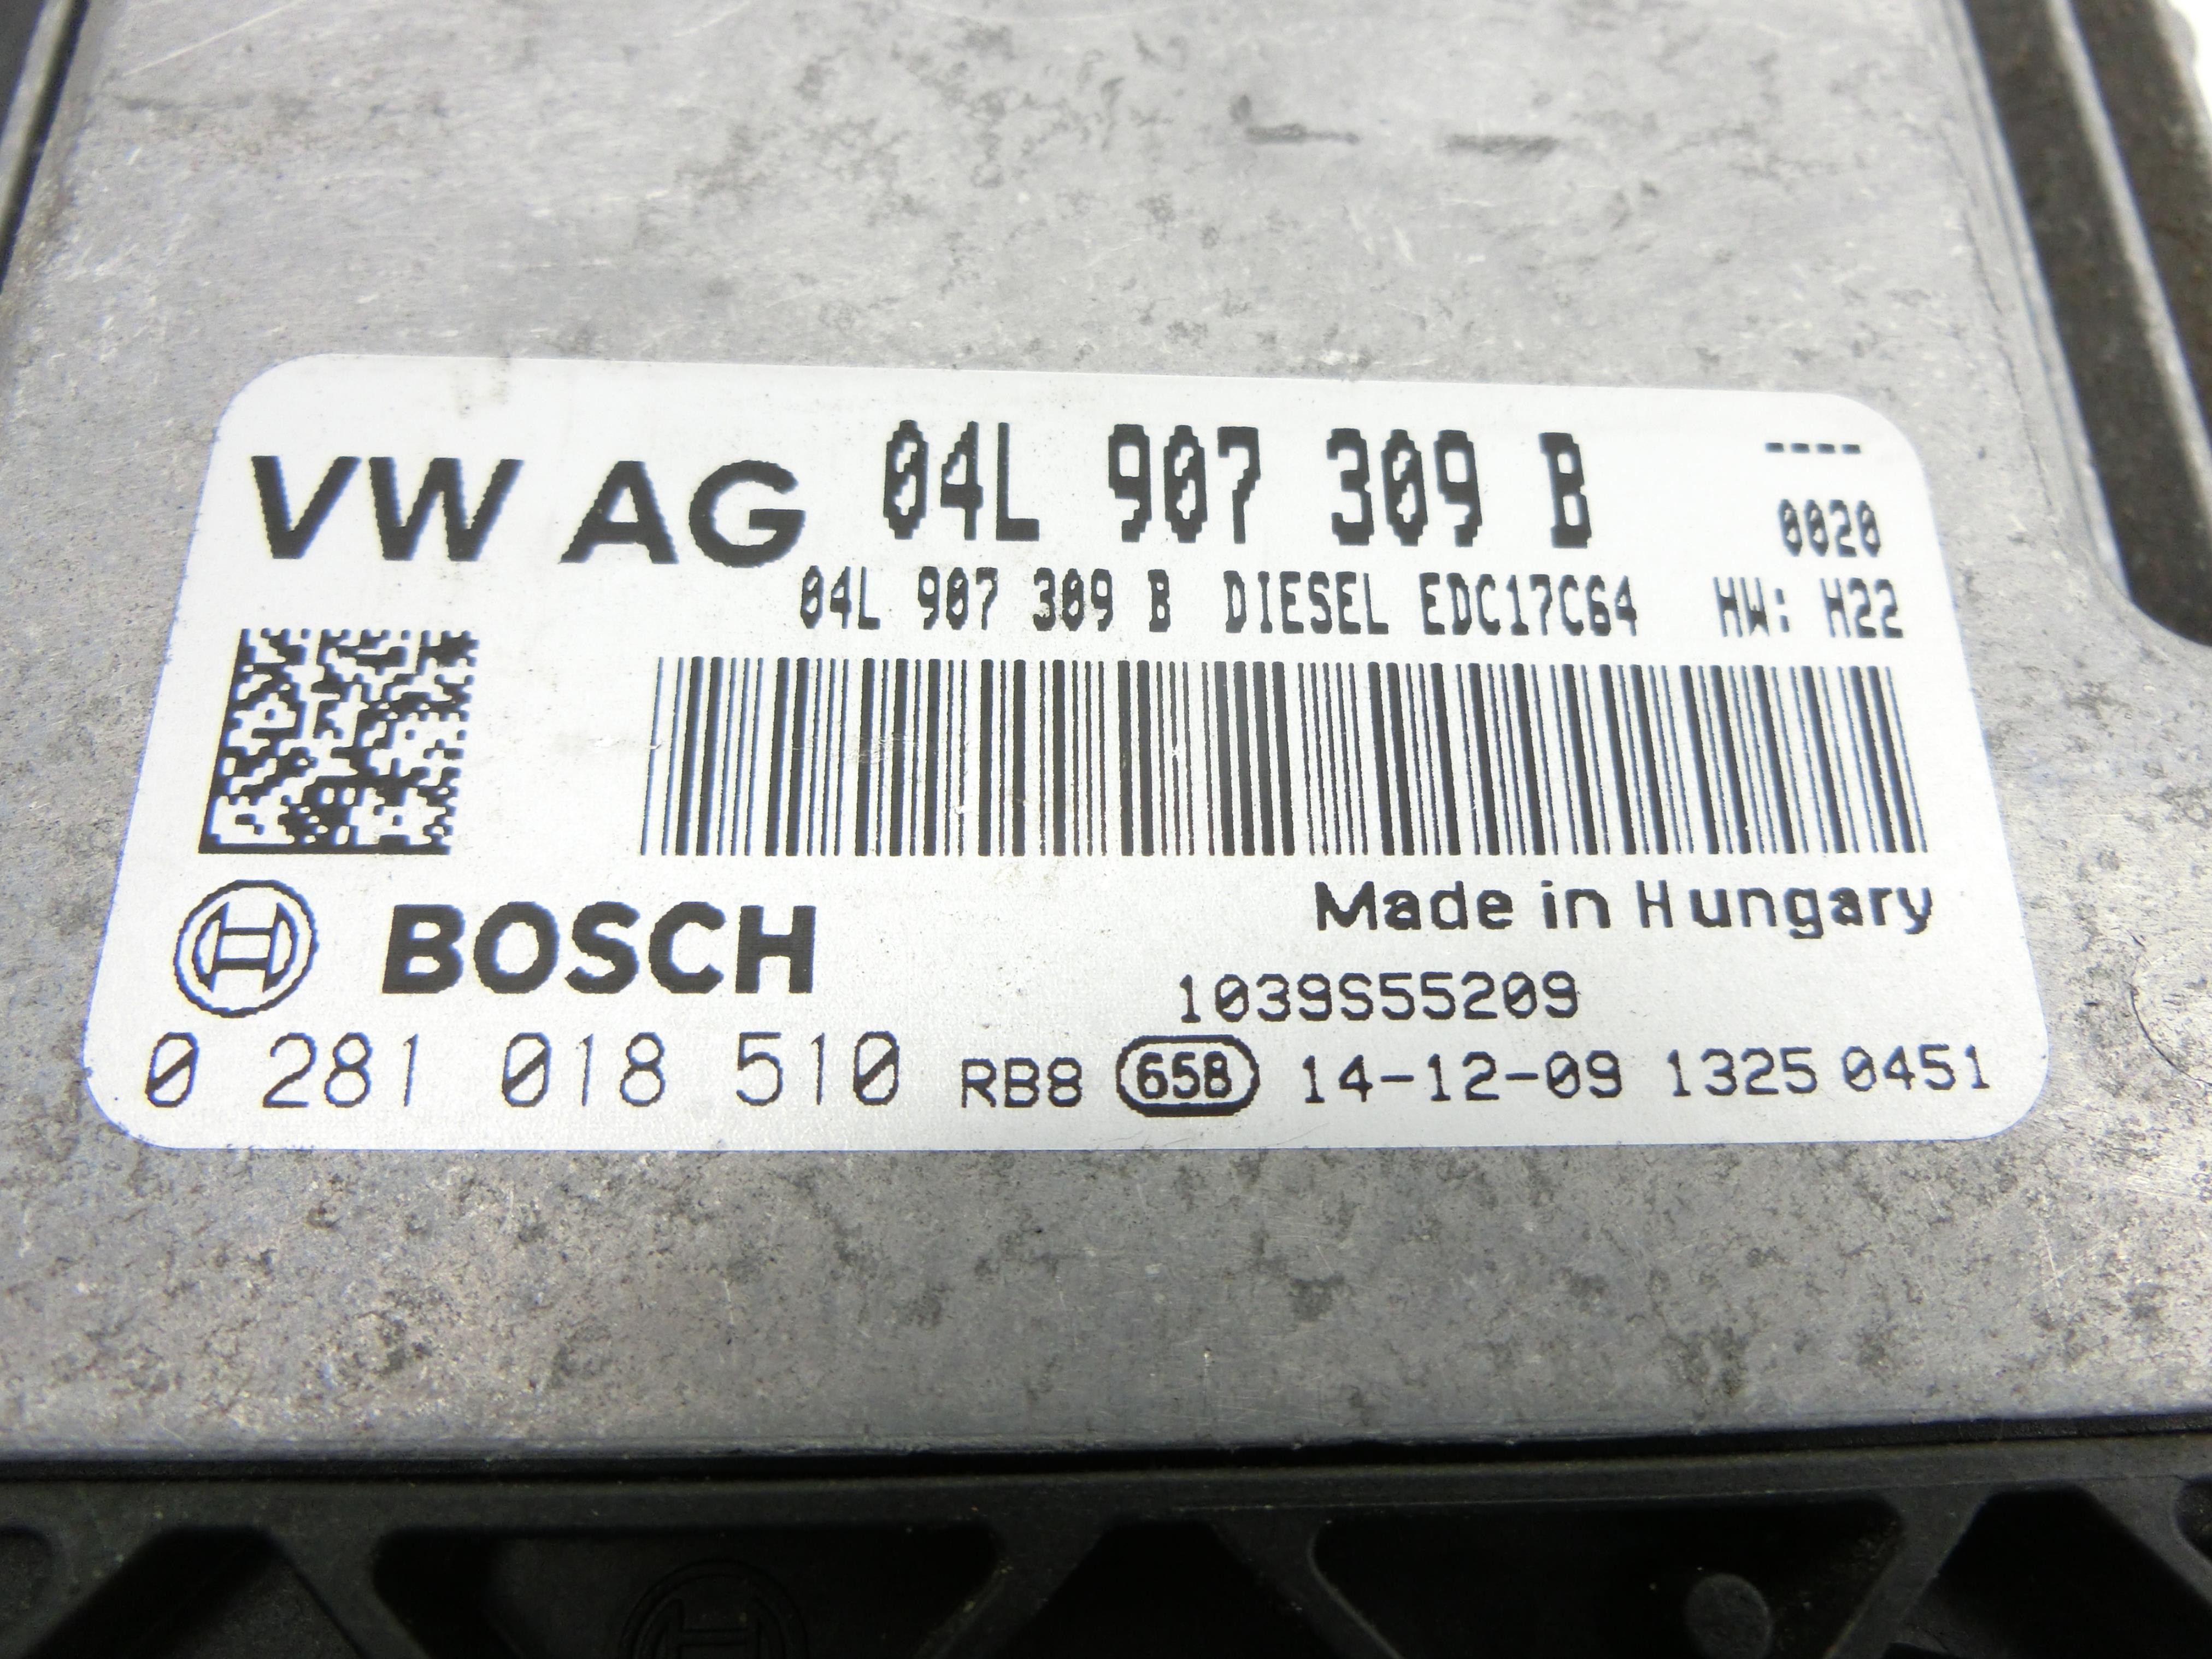 VW AG 04L 907 309 B ----
0020
04L 907 309 B DIESEL EDC17C64 HW: H22
Made in Hungary
BOSCH
1039S55209
0 281 018 510 RB8 658 14-12-09 1325 0451